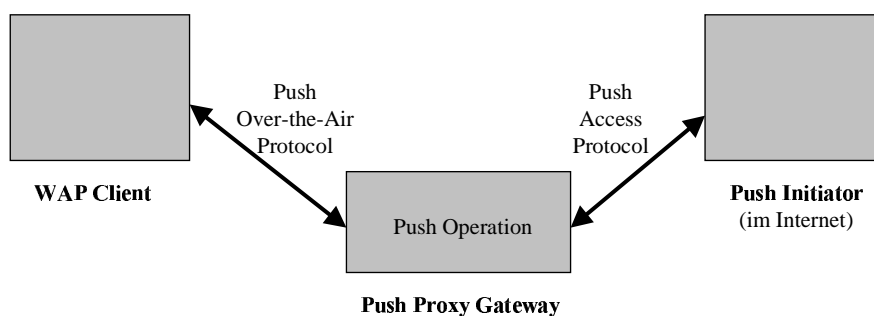 Push
Over-the-Air
Protocol
Push
Access
Protocol
WAP Client
Push Initiator
(im Internet)
Push Operation
Push Proxy Gateway